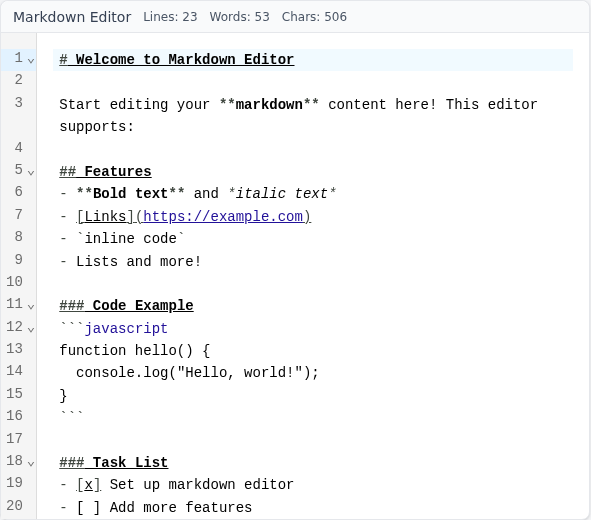 Markdown Editor Lines: 23 Words: 53 Chars: 506
1 # Welcome to Markdown Editor
2
3 Start editing your **markdown** content here! This editor
supports:
4
5 ## Features
6 - **Bold text** and *italic text*
7 - [Links](https://example.com)
8 - `inline code`
9 - Lists and more!
10
11 ### Code Example
12 ```javascript
13 function hello() {
14   console.log("Hello, world!");
15 }
16 ```
17
18 ### Task List
19 - [x] Set up markdown editor
20 - [ ] Add more features